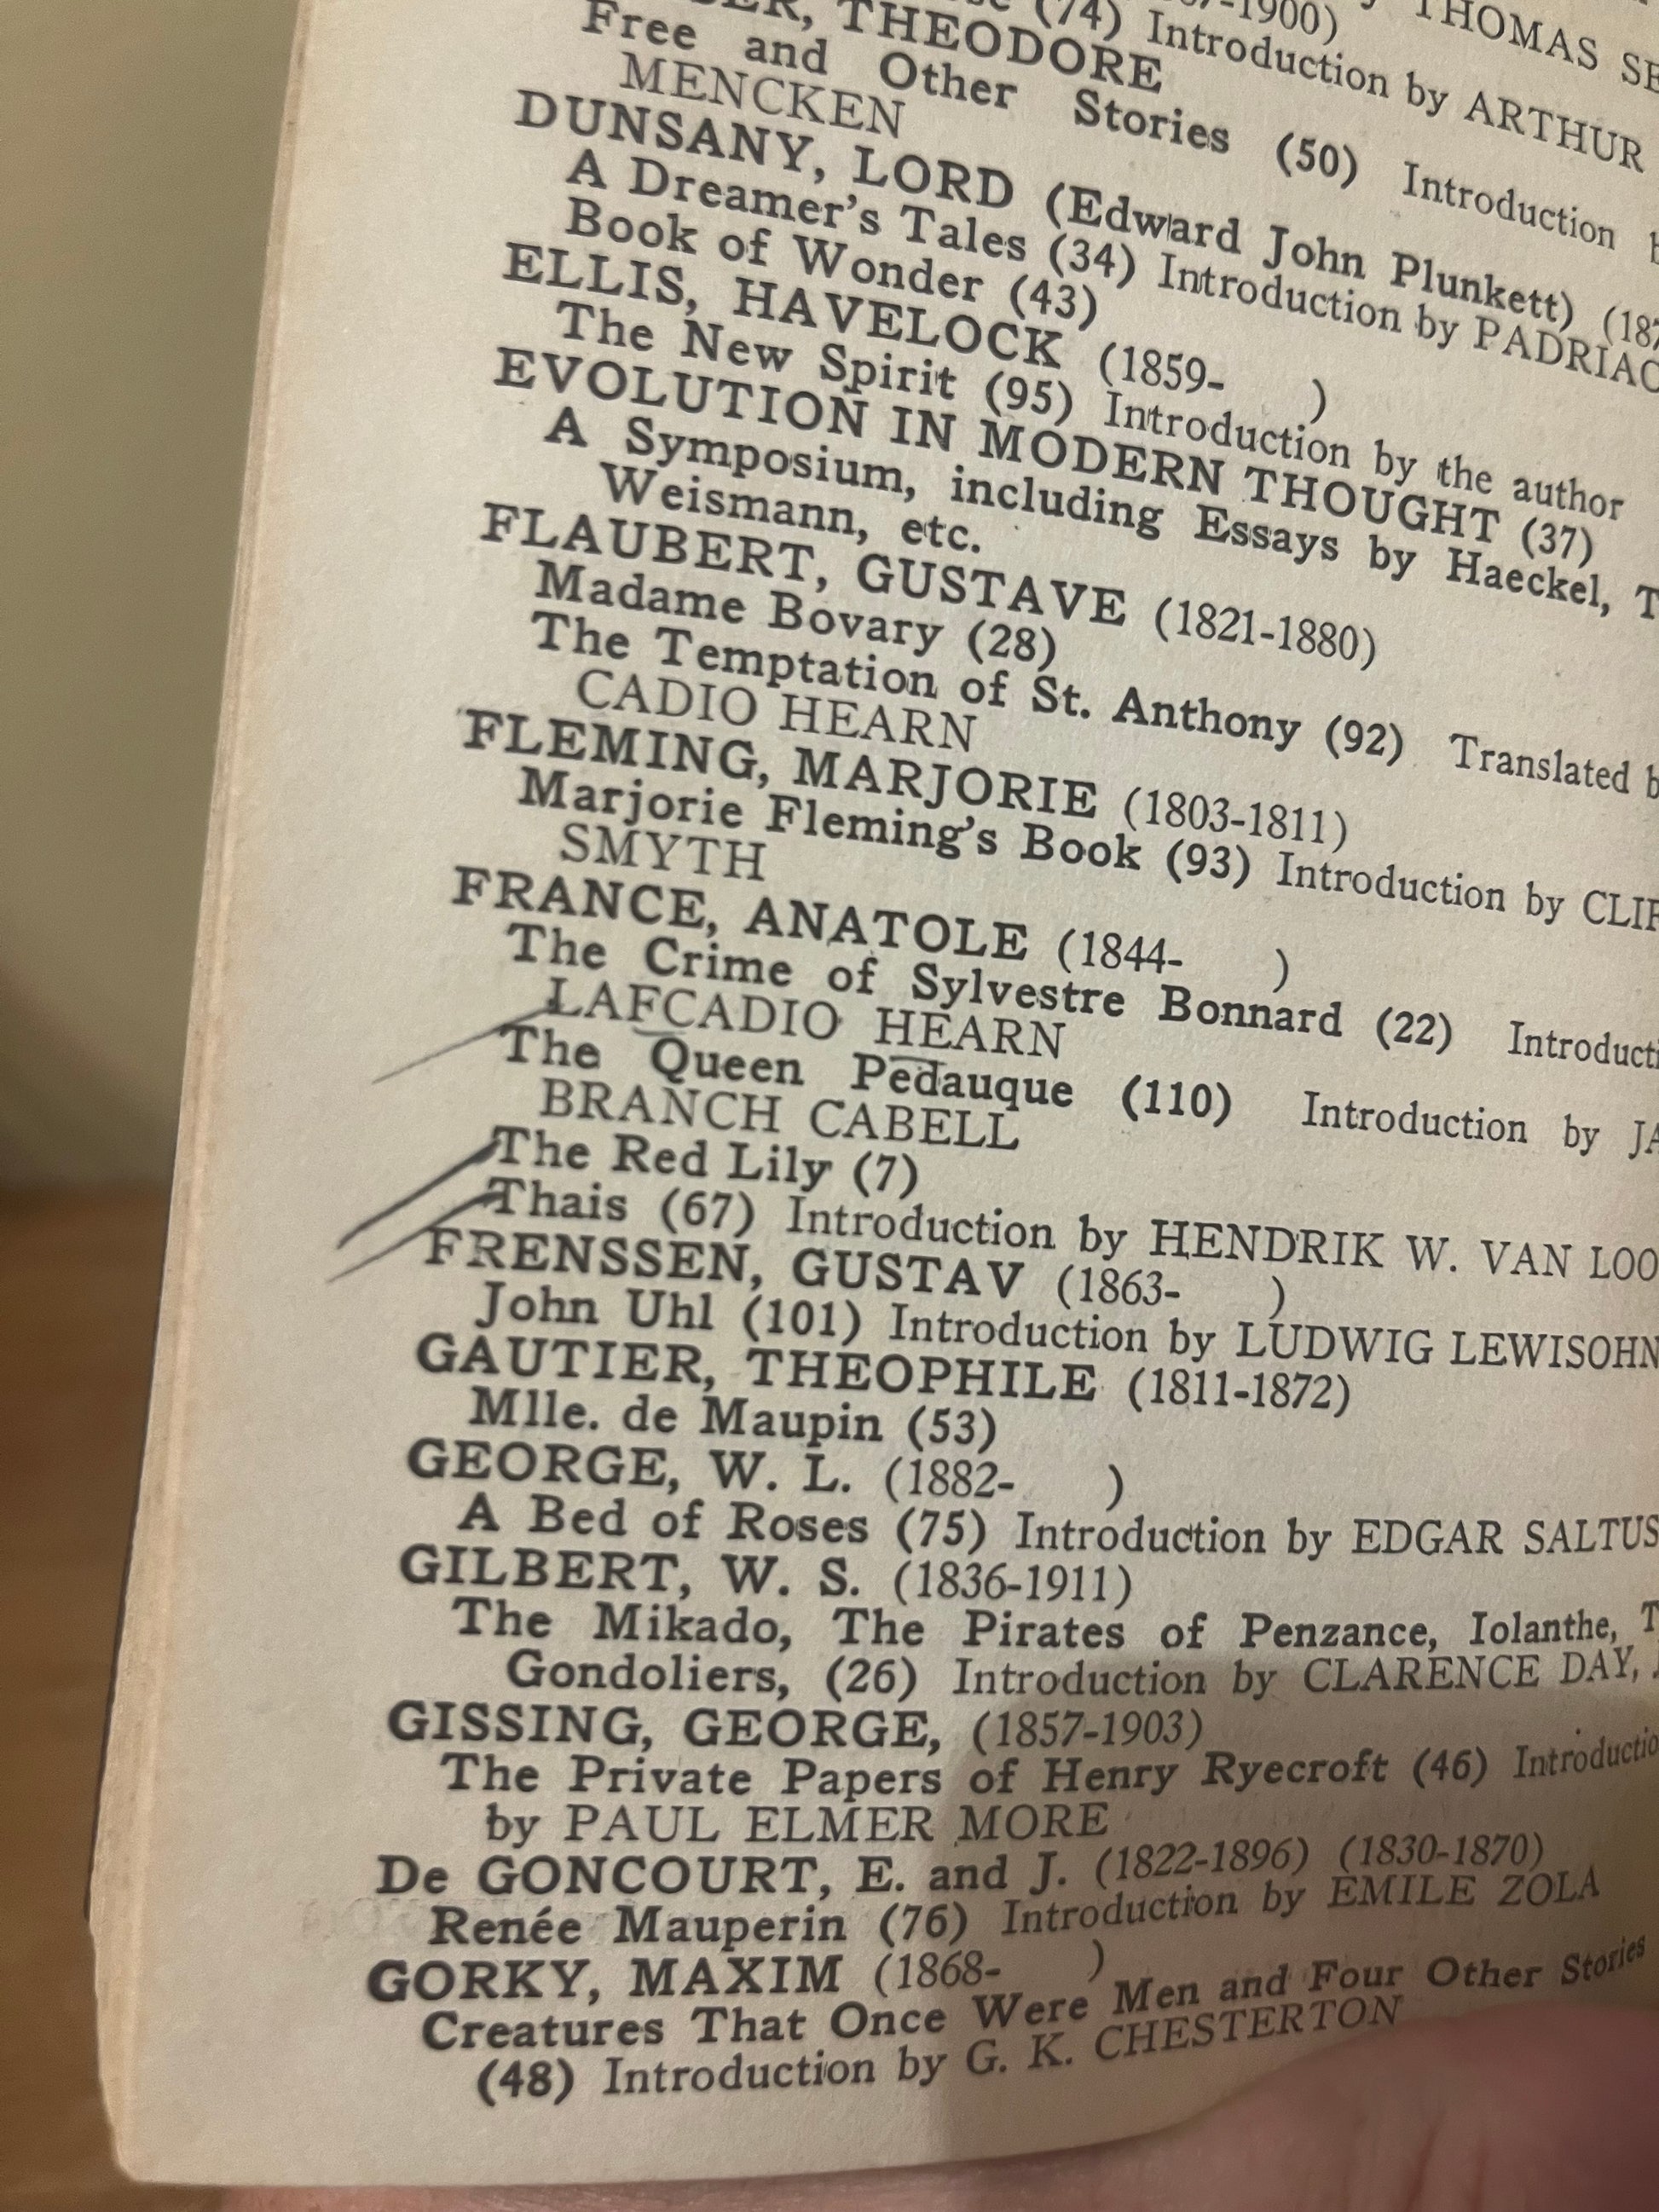 (74) Introduction by ARTHUR
THEODORE
Free and Other Stories (50) Introduction
MENCKEN
DUNSANY, LORD (Edward John Plunkett)
A Dreamer's Tales (34) Introduction by
Book of Wonder (43)
ELLIS, HAVELOCK (1859- )
The New Spirit (95) Introduction by the author
EVOLUTION IN MODERN THOUGHT (37)
A Symposium, including Essays by Haeckel,
Weismann, etc.
FLAUBERT, GUSTAVE (1821-1880)
Madame Bovary (28)
The Temptation of St. Anthony (92) Translated
CADIO HEARN
FLEMING, MARJORIE (1803-1811)
Marjorie Fleming's Book (93) Introduction by
SMYTH
FRANCE, ANATOLE (1844- )
The Crime of Sylvestre Bonnard (22)
LAFCADIO HEARN
The Queen Pedauque (110) Introduction by
BRANCH CABELL
The Red Lily (7)
Thais (67) Introduction by HENDRIK W. VAN
FRENSSEN, GUSTAV (1863- )
John Uhl (101) Introduction by LUDWIG LEWISOHN
GAUTIER, THEOPHILE (1811-1872)
Mlle. de Maupin (53)
GEORGE, W. L. (1882- )
A Bed of Roses (75) Introduction by EDGAR SALTUS
GILBERT, W. S. (1836-1911)
The Mikado, The Pirates of Penzance, Iolanthe,
Gondoliers, (26) Introduction by CLARENCE DAY,
GISSING, GEORGE, (1857-1903)
The Private Papers of Henry Ryecroft (46)
by PAUL ELMER MORE
De GONCOURT, E. and J. (1822-1896) (1830-1870)
Renée Mauperin (76) Introduction by EMILE ZOLA
GORKY, MAXIM (1868- )
Creatures That Once Were Men and Four Other Stories
(48) Introduction by G. K. CHESTERTON